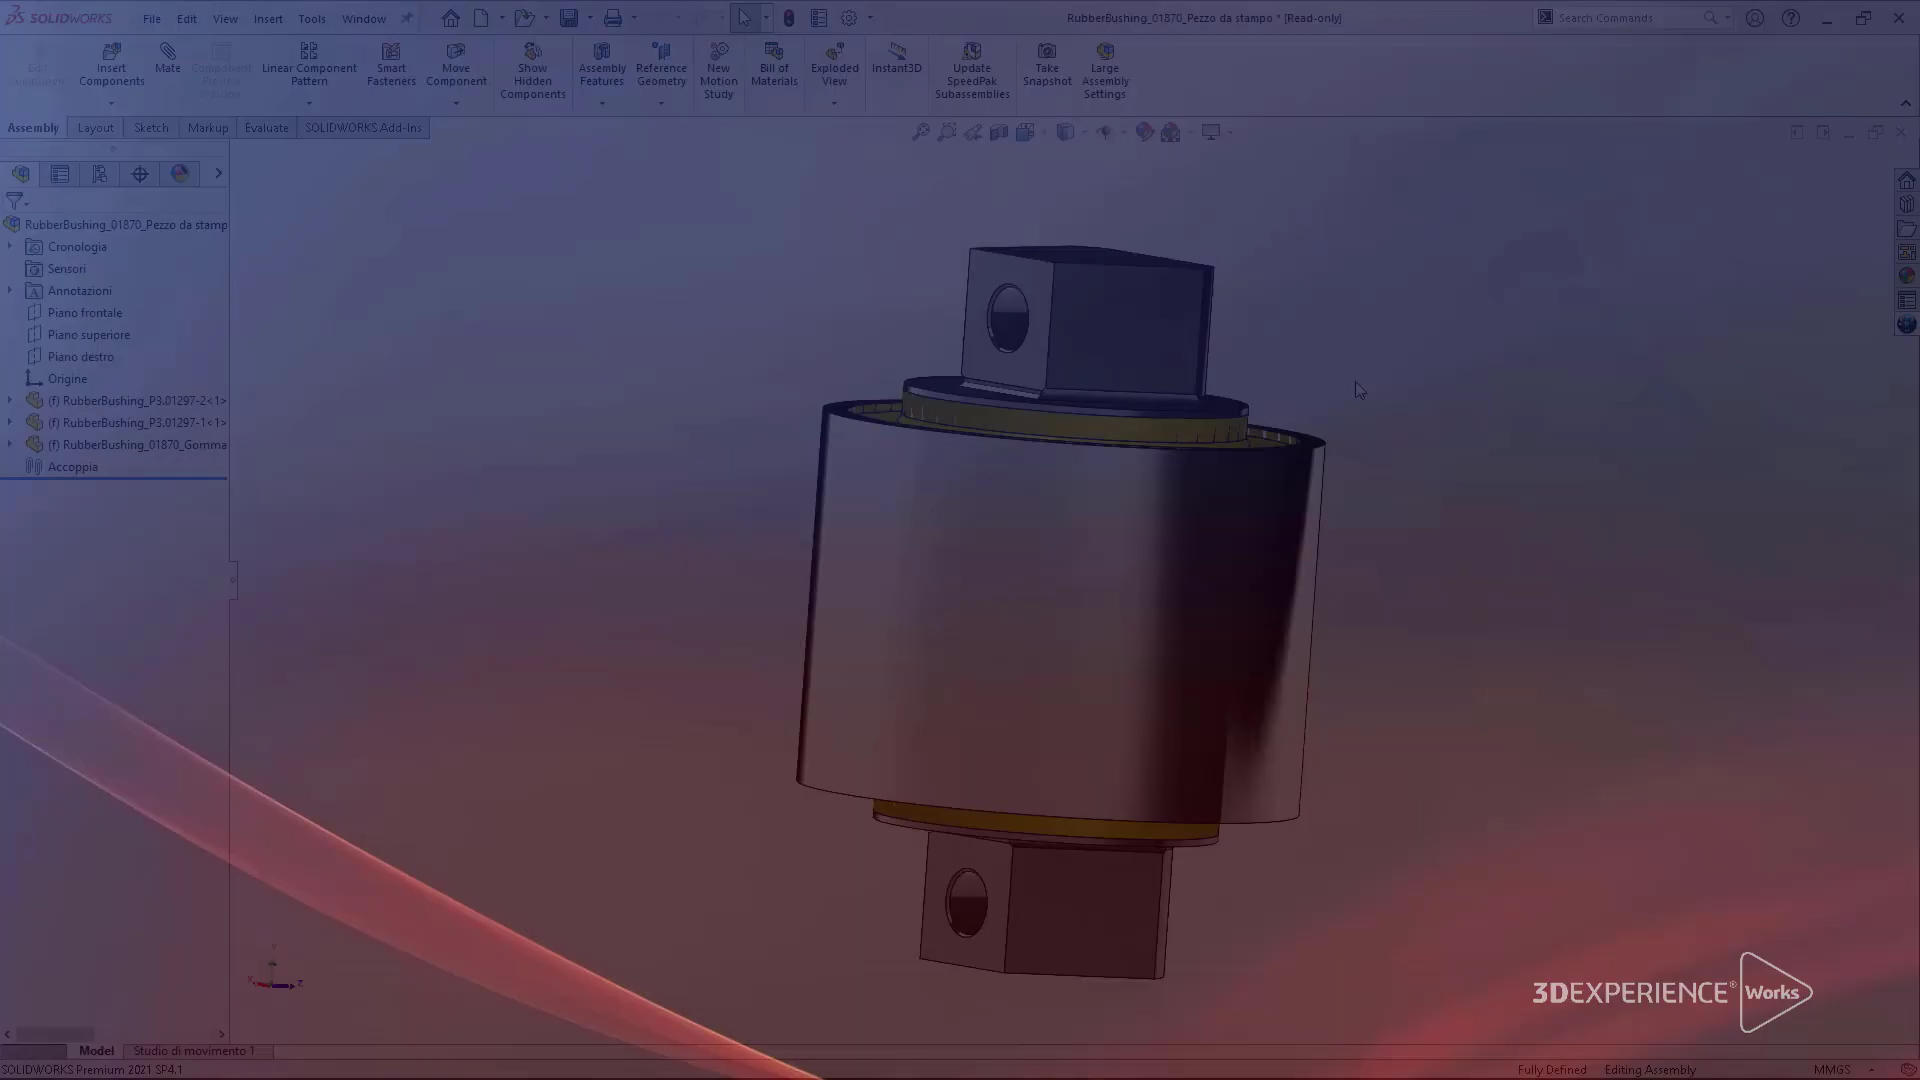 SOLIDWORKS File Edit View Insert Tools Window
RubberBushing_01870_Pezzo da stampo * [Read-only]
Search Commands
Edit Component
Insert Components
Mate
Component Preview Window
Linear Component Pattern
Smart Fasteners
Move Component
Show Hidden Components
Assembly Features
Reference Geometry
New Motion Study
Bill of Materials
Exploded View
Instant3D
Update SpeedPak Subassemblies
Take Snapshot
Large Assembly Settings
Assembly Layout Sketch Markup Evaluate SOLIDWORKS Add-Ins
RubberBushing_01870_Pezzo da stamp
Cronologia
Sensori
Annotazioni
Piano frontale
Piano superiore
Piano destro
Origine
(f) RubberBushing_P3.01297-2<1>
(f) RubberBushing_P3.01297-1<1>
(f) RubberBushing_01870_Gomma
Accoppia
Y
X
Z
3DEXPERIENCE® Works
Model Studio di movimento 1
SOLIDWORKS Premium 2021 SP4.1
Fully Defined Editing Assembly MMGS